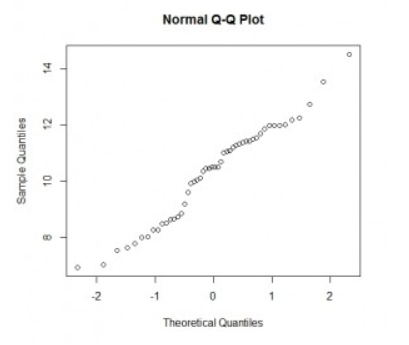 Normal Q-Q Plot
Sample Quantiles
14
12
10
8
-2 -1 0 1 2
Theoretical Quantiles